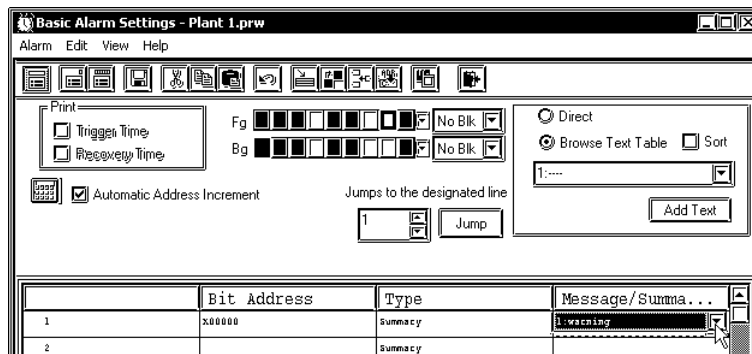 Basic Alarm Settings - Plant 1.prw
Alarm Edit View Help
Print
Trigger Time
Recovery Time
Fg No Blk
Bg No Blk
Direct
Browse Text Table Sort
1:----
Add Text
Automatic Address Increment
Jumps to the designated line
1 Jump
Bit Address Type Message/Summa...
1 X00000 Summary 1:warning
2 Summary